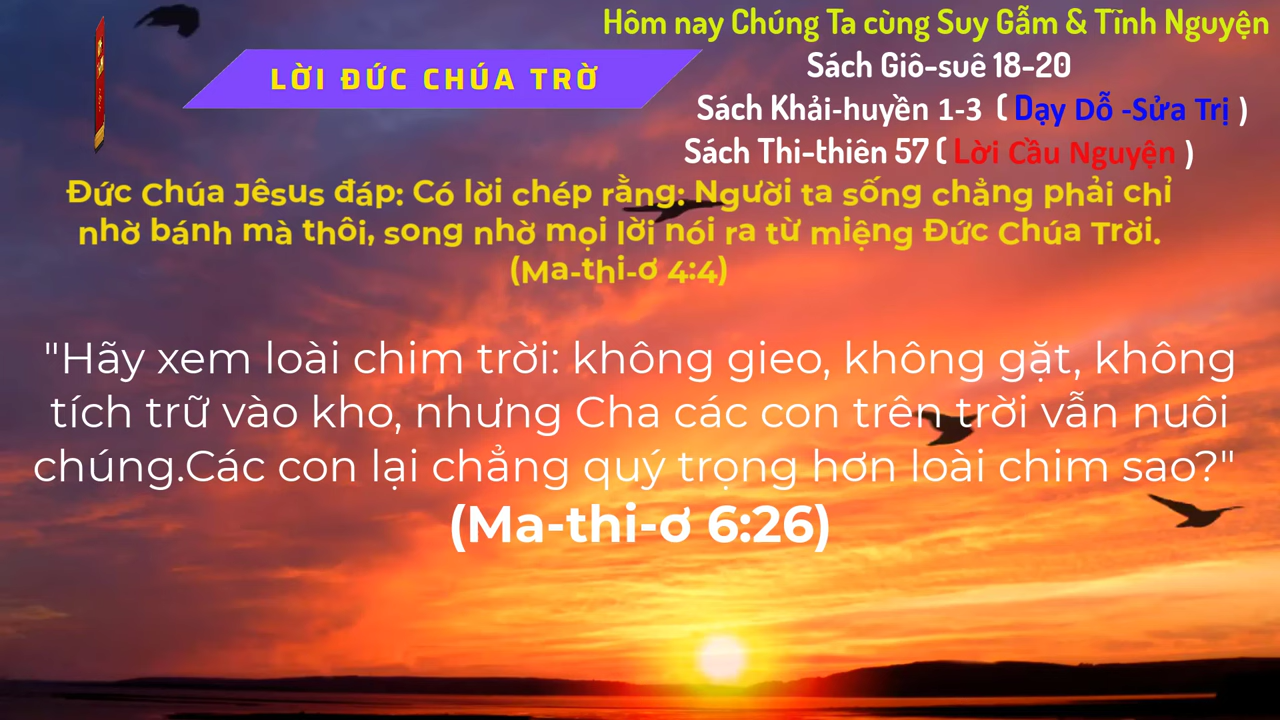 Hôm nay Chúng Ta cùng Suy Gẫm & Tĩnh Nguyện
LỜI ĐỨC CHÚA TRỜ
Sách Giô-suê 18-20
Sách Khải-huyền 1-3 ( Dạy Dỗ -Sửa Trị )
Sách Thi-thiên 57 ( Lời Cầu Nguyện )
Đức Chúa Jêsus đáp: Có lời chép rằng: Người ta sống chẳng phải chỉ
nhờ bánh mà thôi, song nhờ mọi lời nói ra từ miệng Đức Chúa Trời.
(Ma-thi-ơ 4:4)
"Hãy xem loài chim trời: không gieo, không gặt, không
tích trữ vào kho, nhưng Cha các con trên trời vẫn nuôi
chúng.Các con lại chẳng quý trọng hơn loài chim sao?"
(Ma-thi-ơ 6:26)